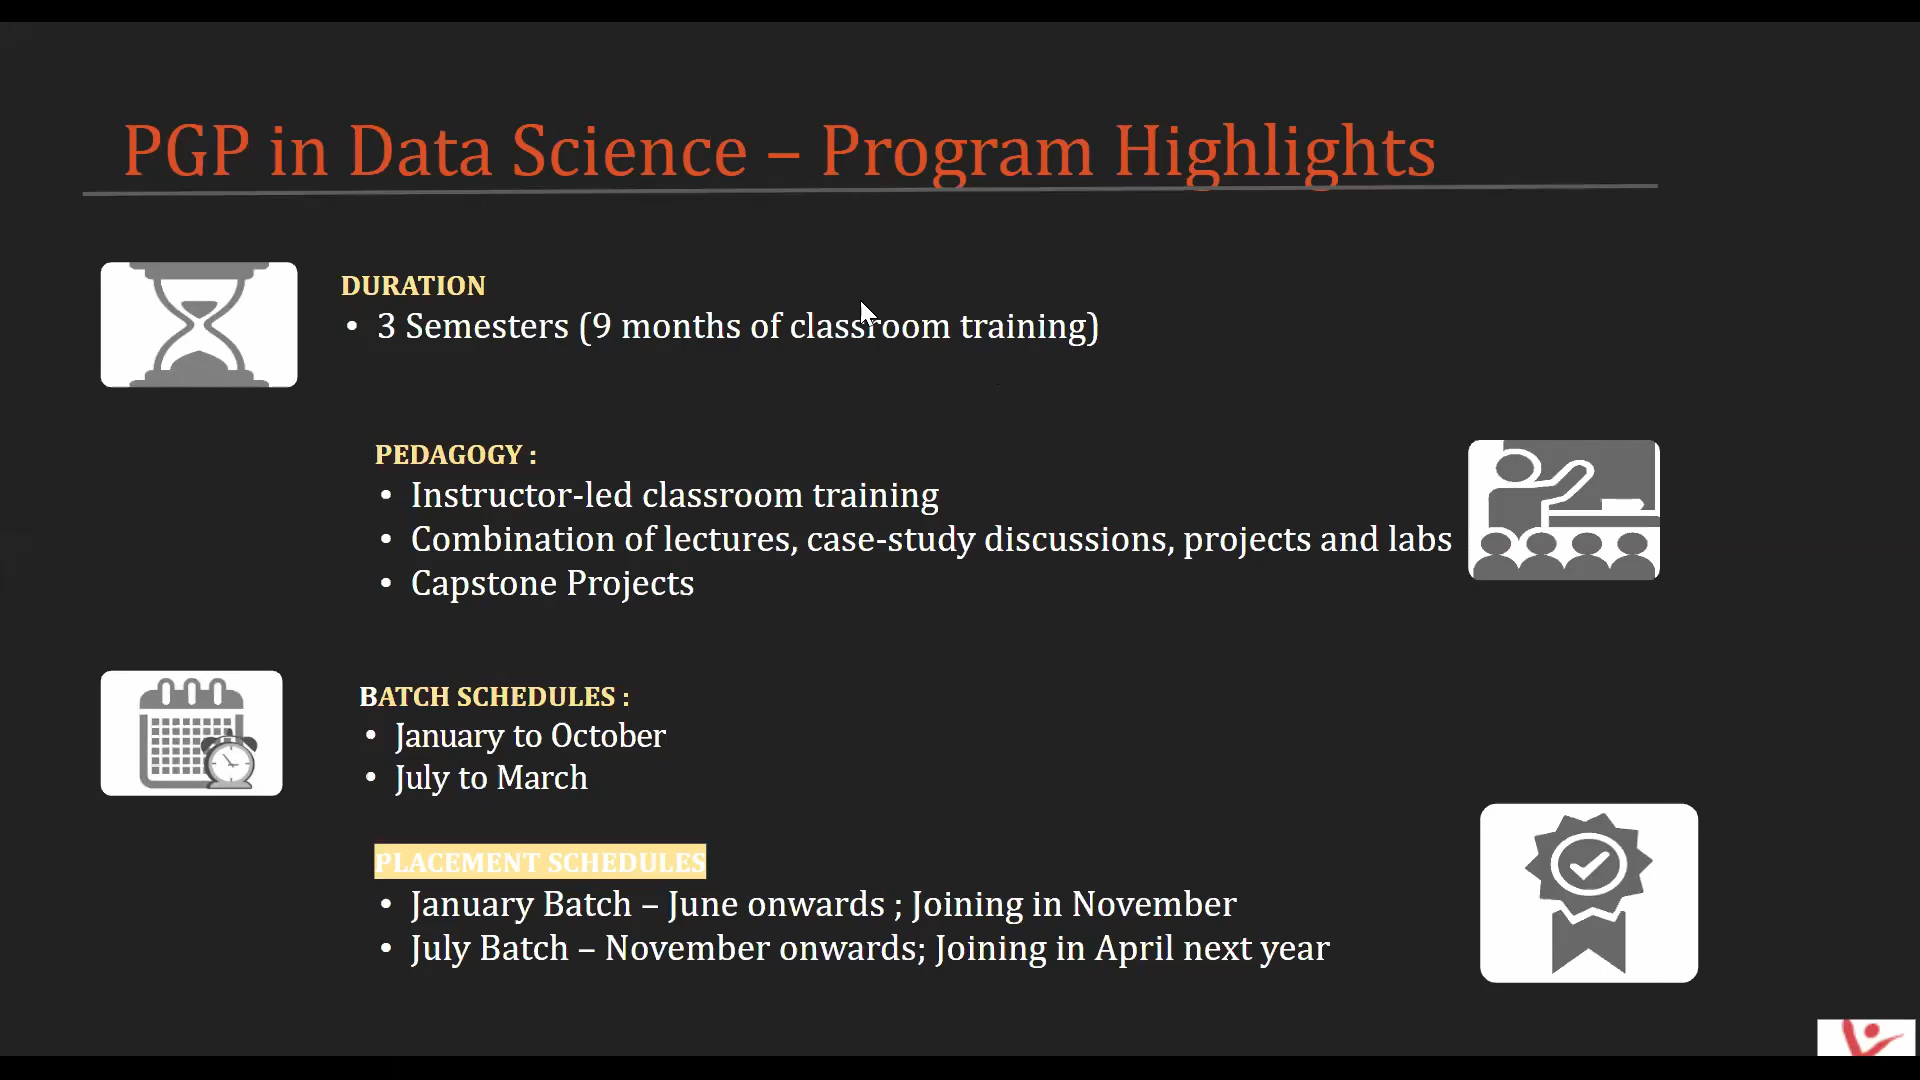 PGP in Data Science – Program Highlights
DURATION
• 3 Semesters (9 months of classroom training)
PEDAGOGY :
• Instructor-led classroom training
• Combination of lectures, case-study discussions, projects and labs
• Capstone Projects
BATCH SCHEDULES :
• January to October
• July to March
PLACEMENT SCHEDULES
• January Batch – June onwards ; Joining in November
• July Batch – November onwards; Joining in April next year